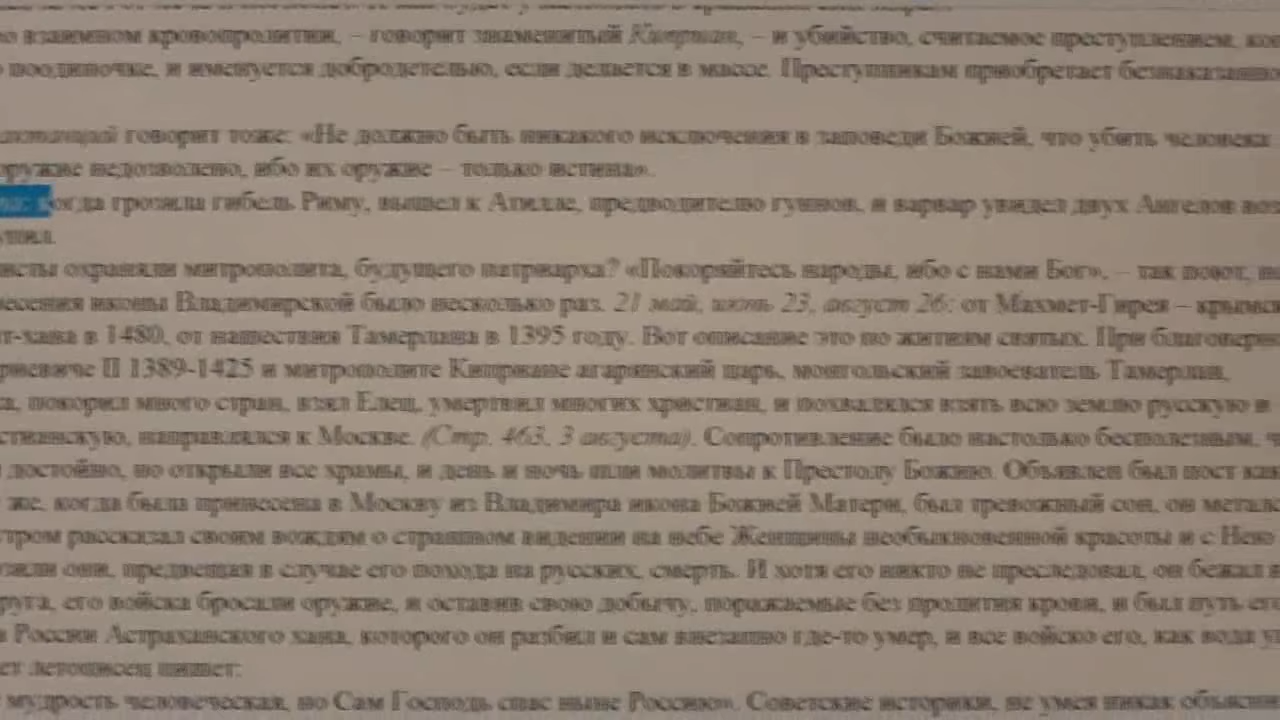 взаимном кровопролитии, – говорит знаменитый Киприан, – и убийство, считаемое преступлением,
поодиночке, и именуется добродетелью, если делается в массе. Преступникам приобретает
говорит тоже: «Не должно быть никакого исключения в заповеди Божией, что убить человека
оружие недозволено, ибо их оружие – только истина».
когда грозила гибель Риму, вышел к Атилле, предводителю гуннов, и варвар увидел двух Ангелов
охраняли митрополита, будущего патриарха? «Покоряйтесь народы, ибо с нами Бог», – так поют,
иконы Владимирской было несколько раз. 21 май, июнь 23, август 26: от Махмет-Гирея –
в 1480, от нашествия Тамерлана в 1395 году. Вот описание это по житиям святых. При
II 1389-1425 и митрополите Киприане агарянский царь, монгольский завоеватель Тамерлан,
покорил много стран, взял Елец, умертвил многих христиан, и похвалялся взять всю землю русскую и
направлялся к Москве. (Стр. 463, 3 августа). Сопротивление было настолько бесполезным,
достойно, но открыли все храмы, и день и ночь шли молитвы к Престолу Божию. Объявлен был пост
же, когда была принесена в Москву из Владимира икона Божией Матери, был тревожный сон, он
рассказал своим вождям о страшном видении на небе Женщины необыкновенной красоты и с Нею
они, предвещая в случае его похода на русских, смерть. И хотя его никто не преследовал, он бежал
его войска бросали оружие, и оставив свою добычу, поражаемые без пролития крови, и был путь
России Астраханского хана, которого он разбил и сам внезапно где-то умер, и все войско его, как вода
летописец пишет:
мудрость человеческая, но Сам Господь спас ныне Россию». Советские историки, не умея никак